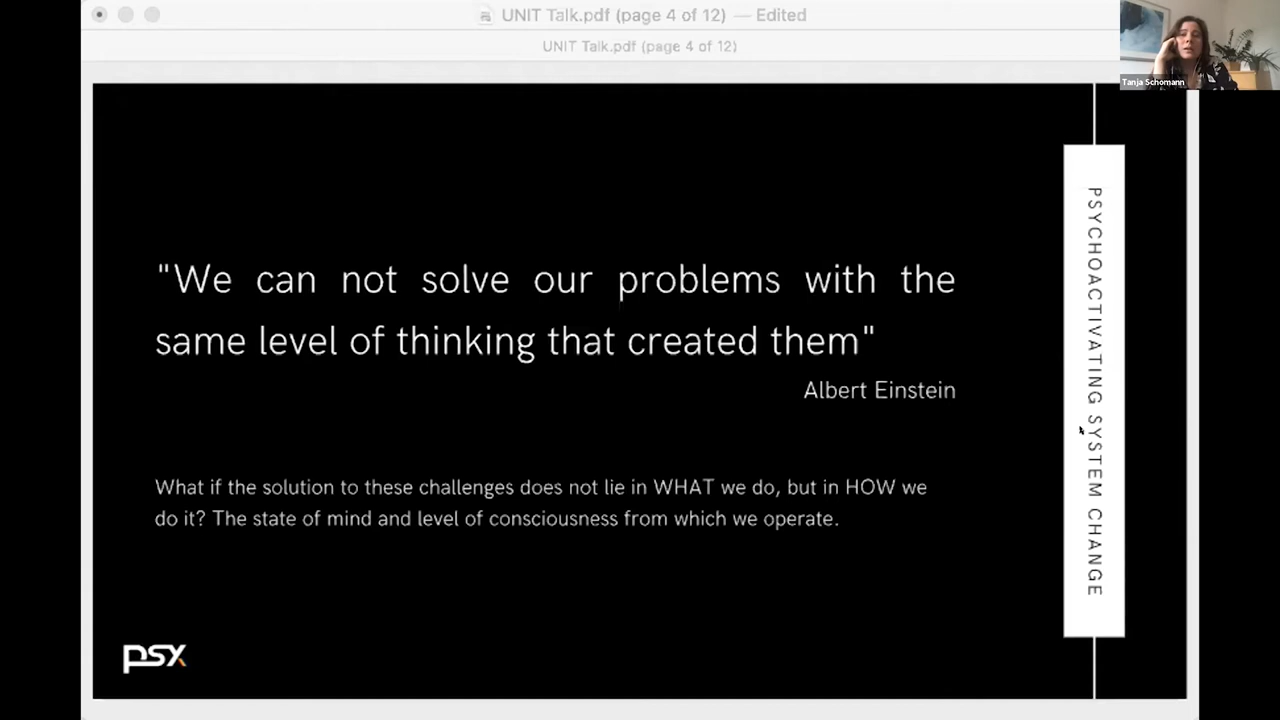 UNIT Talk.pdf (page 4 of 12) — Edited
UNIT Talk.pdf (page 4 of 12)
Tanja Schomann
"We can not solve our problems with the
same level of thinking that created them"
Albert Einstein
What if the solution to these challenges does not lie in WHAT we do, but in HOW we
do it? The state of mind and level of consciousness from which we operate.
PSYCHOACTIVATING SYSTEM CHANGE
psx